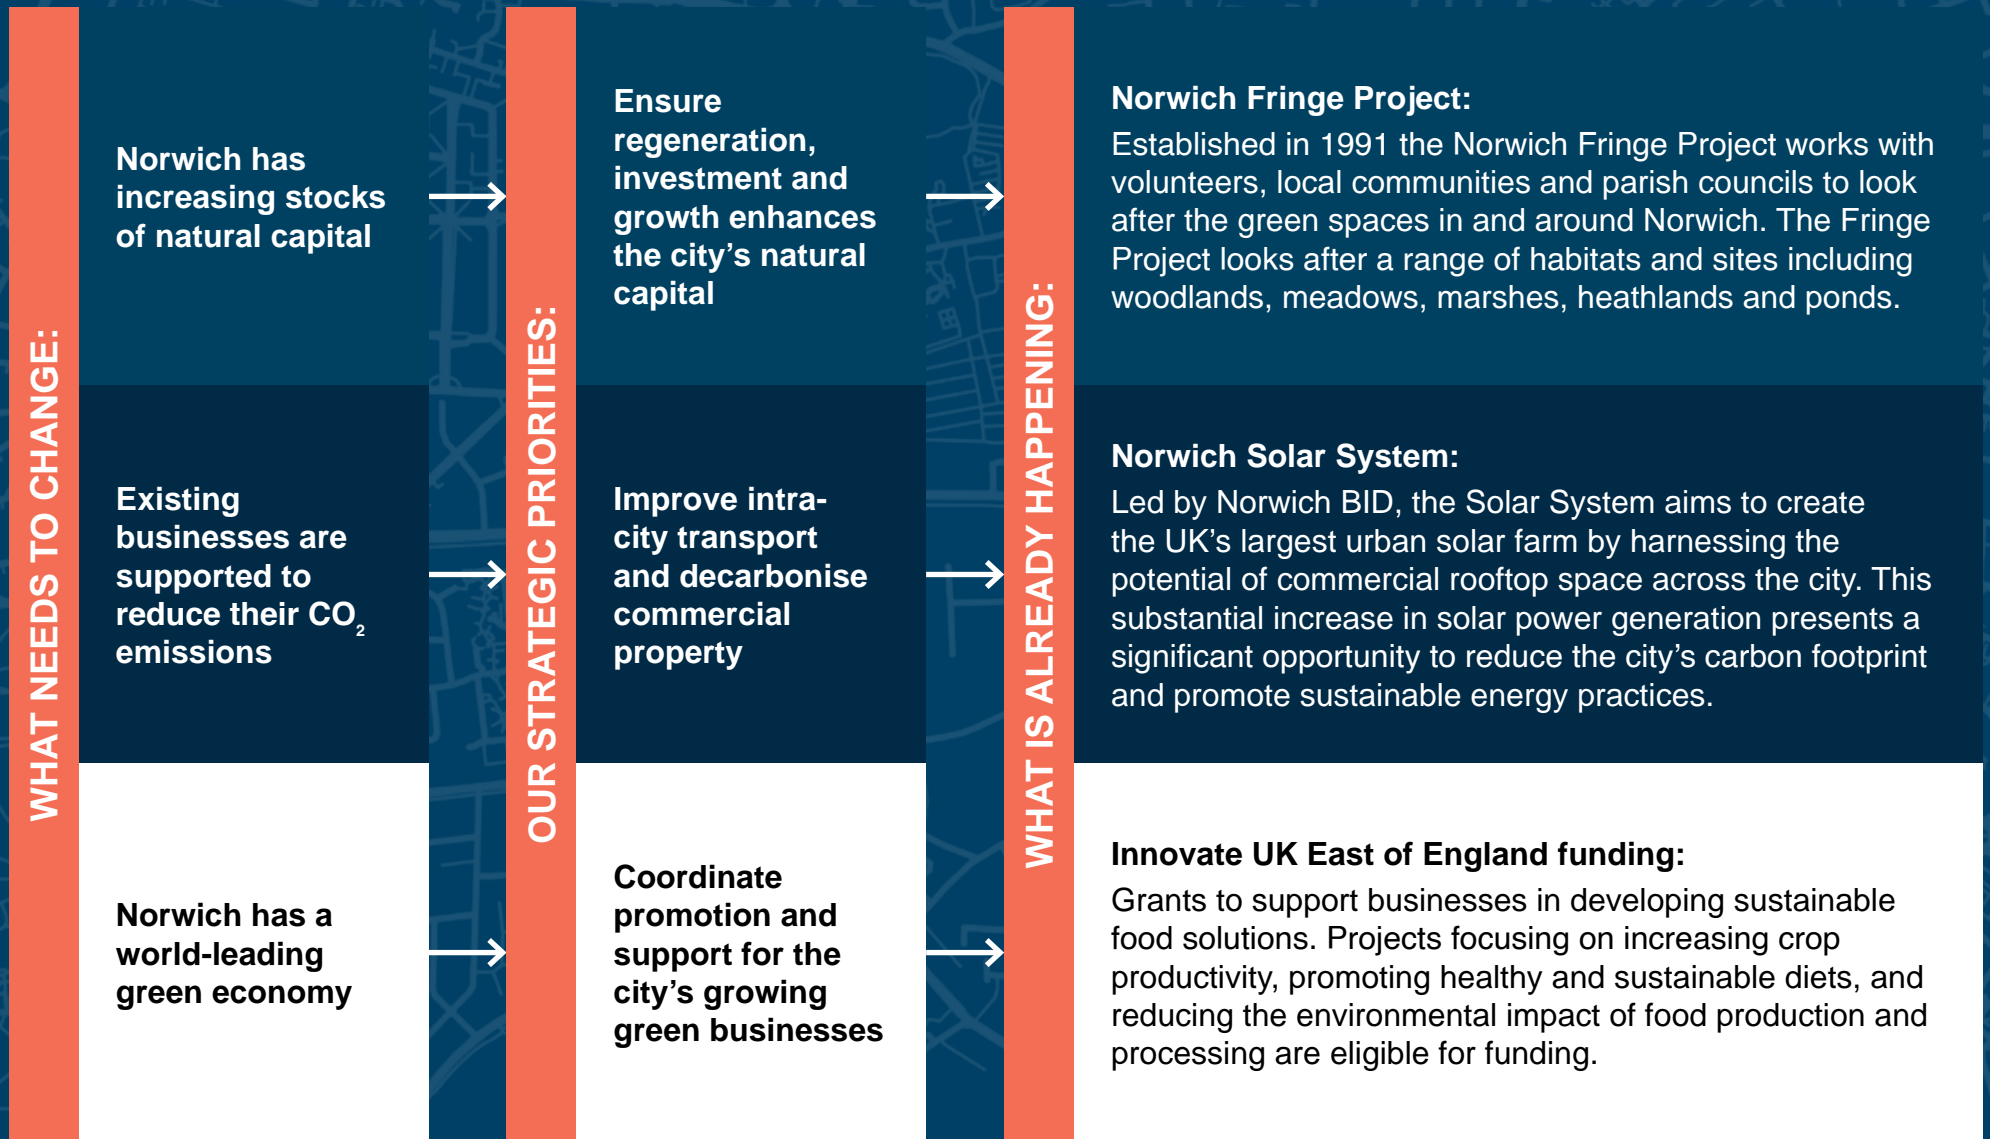 WHAT NEEDS TO CHANGE:
Norwich has
increasing stocks
of natural capital
Existing
businesses are
supported to
reduce their CO₂
emissions
Norwich has a
world-leading
green economy
OUR STRATEGIC PRIORITIES:
Ensure
regeneration,
investment and
growth enhances
the city’s natural
capital
Improve intra-
city transport
and decarbonise
commercial
property
Coordinate
promotion and
support for the
city’s growing
green businesses
WHAT IS ALREADY HAPPENING:
Norwich Fringe Project:
Established in 1991 the Norwich Fringe Project works with
volunteers, local communities and parish councils to look
after the green spaces in and around Norwich. The Fringe
Project looks after a range of habitats and sites including
woodlands, meadows, marshes, heathlands and ponds.
Norwich Solar System:
Led by Norwich BID, the Solar System aims to create
the UK’s largest urban solar farm by harnessing the
potential of commercial rooftop space across the city. This
substantial increase in solar power generation presents a
significant opportunity to reduce the city’s carbon footprint
and promote sustainable energy practices.
Innovate UK East of England funding:
Grants to support businesses in developing sustainable
food solutions. Projects focusing on increasing crop
productivity, promoting healthy and sustainable diets, and
reducing the environmental impact of food production and
processing are eligible for funding.